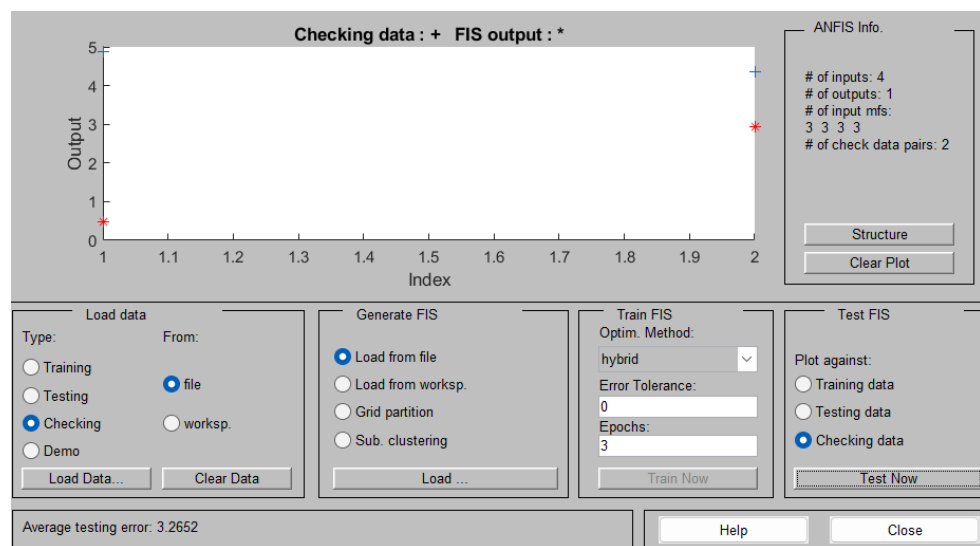 Checking data : +   FIS output : *
Output
5
4
3
2
1
0
1 1.1 1.2 1.3 1.4 1.5 1.6 1.7 1.8 1.9 2
Index
ANFIS Info.
# of inputs: 4
# of outputs: 1
# of input mfs:
3 3 3 3
# of check data pairs: 2
Structure
Clear Plot
Load data
Type:
From:
Training
Testing
Checking
Demo
file
worksp.
Load Data...
Clear Data
Generate FIS
Load from file
Load from worksp.
Grid partition
Sub. clustering
Load ...
Train FIS
Optim. Method:
hybrid
Error Tolerance:
0
Epochs:
3
Train Now
Test FIS
Plot against:
Training data
Testing data
Checking data
Test Now
Average testing error: 3.2652
Help
Close